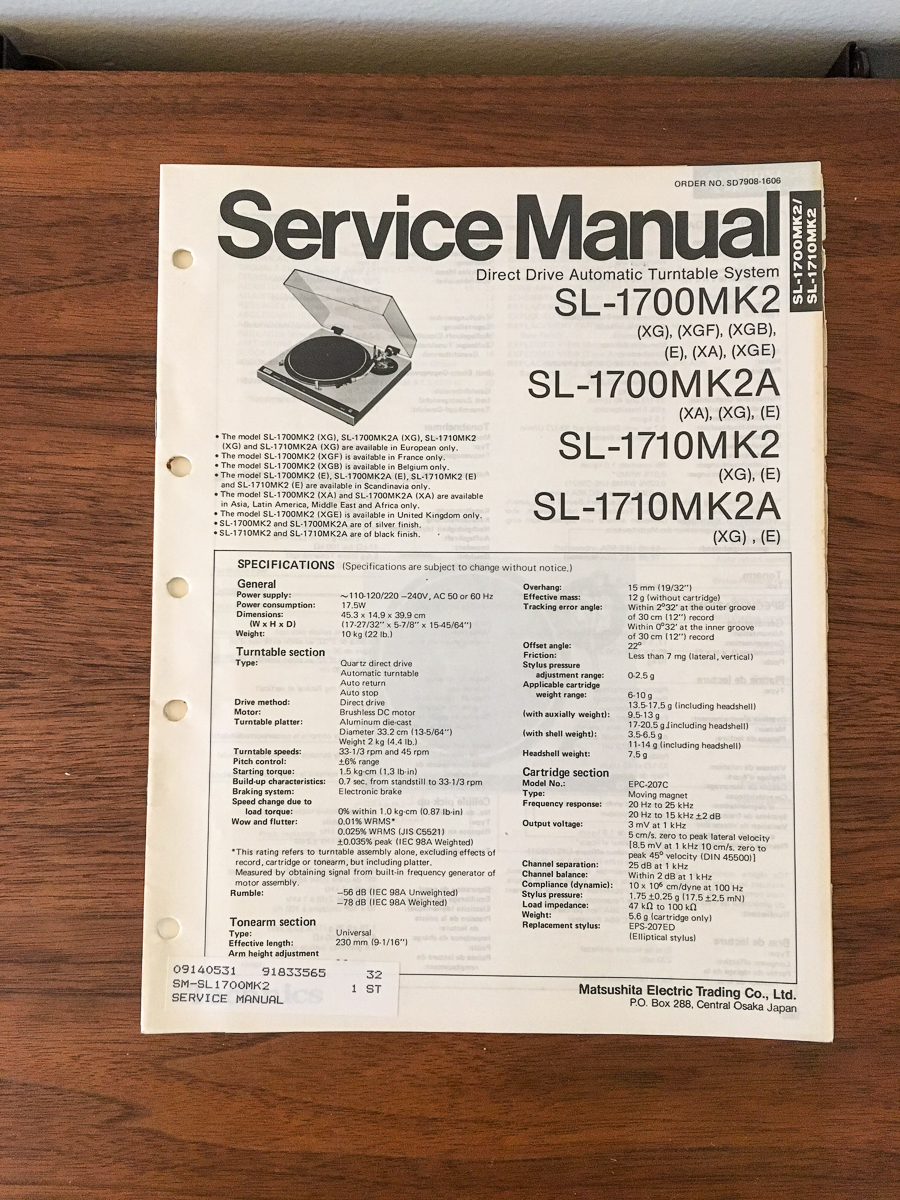 ORDER NO. SD7908-1606
Service Manual
SL-1700MK2/
SL-1710MK2
Direct Drive Automatic Turntable System
SL-1700MK2
(XG), (XGF), (XGB),
(E), (XA), (XGE)
SL-1700MK2A
(XA), (XG), (E)
SL-1710MK2
(XG), (E)
SL-1710MK2A
(XG) , (E)
• The model SL-1700MK2 (XG), SL-1700MK2A (XG), SL-1710MK2
(XG) and SL-1710MK2A (XG) are available in European only.
• The model SL-1700MK2 (XGF) is available in France only.
• The model SL-1700MK2 (XGB) is available in Belgium only.
• The model SL-1700MK2 (E), SL-1700MK2A (E), SL-1710MK2 (E)
and SL-1710MK2 (E) are available in Scandinavia only.
• The model SL-1700MK2 (XA) and SL-1700MK2A (XA) are available
in Asia, Latin America, Middle East and Africa only.
• The model SL-1700MK2 (XGE) is available in United Kingdom only.
• SL-1700MK2 and SL-1700MK2A are of silver finish.
• SL-1710MK2 and SL-1710MK2A are of black finish.
SPECIFICATIONS (Specifications are subject to change without notice.)
General
Power supply: ~110-120/220 –240V, AC 50 or 60 Hz
Power consumption: 17.5W
Dimensions: 45.3 x 14.9 x 39.9 cm
(W x H x D) (17-27/32" x 5-7/8" x 15-45/64")
Weight: 10 kg (22 lb.)
Turntable section
Type: Quartz direct drive
Automatic turntable
Auto return
Auto stop
Drive method: Direct drive
Motor: Brushless DC motor
Turntable platter: Aluminum die-cast
Diameter 33.2 cm (13-5/64")
Weight 2 kg (4.4 lb.)
Turntable speeds: 33-1/3 rpm and 45 rpm
Pitch control: ±6% range
Starting torque: 1.5 kg·cm (1,3 lb·in)
Build-up characteristics: 0.7 sec. from standstill to 33-1/3 rpm
Braking system: Electronic brake
Speed change due to
load torque: 0% within 1.0 kg·cm (0.87 lb·in)
Wow and flutter: 0.01% WRMS*
0.025% WRMS (JIS C5521)
±0.035% peak (IEC 98A Weighted)
*This rating refers to turntable assembly alone, excluding effects of
record, cartridge or tonearm, but including platter.
Measured by obtaining signal from built-in frequency generator of
motor assembly.
Rumble: –56 dB (IEC 98A Unweighted)
–78 dB (IEC 98A Weighted)
Tonearm section
Type: Universal
Effective length: 230 mm (9-1/16")
Arm height adjustment
Overhang: 15 mm (19/32")
Effective mass: 12 g (without cartridge)
Tracking error angle: Within 2°32' at the outer groove
of 30 cm (12") record
Within 0°32' at the inner groove
of 30 cm (12") record
Offset angle: 22°
Friction: Less than 7 mg (lateral, vertical)
Stylus pressure
adjustment range: 0-2.5 g
Applicable cartridge
weight range: 6-10 g
13.5-17.5 g (including headshell)
(with auxially weight): 9.5-13 g
17-20.5 g (including headshell)
(with shell weight): 3.5-6.5 g
11-14 g (including headshell)
Headshell weight: 7.5 g
Cartridge section
Model No.: EPC-207C
Type: Moving magnet
Frequency response: 20 Hz to 25 kHz
20 Hz to 15 kHz ±2 dB
Output voltage: 3 mV at 1 kHz
5 cm/s. zero to peak lateral velocity
[8.5 mV at 1 kHz 10 cm/s. zero to
peak 45° velocity (DIN 45500)]
Channel separation: 25 dB at 1 kHz
Channel balance: Within 2 dB at 1 kHz
Compliance (dynamic): 10 x 10⁶ cm/dyne at 100 Hz
Stylus pressure: 1.75 ±0.25 g (17.5 ±2.5 mN)
Load impedance: 47 kΩ to 100 kΩ
Weight: 5.6 g (cartridge only)
Replacement stylus: EPS-207ED
(Elliptical stylus)
09140531 91833565 32
SM-SL1700MK2 1 ST
SERVICE MANUAL
Matsushita Electric Trading Co., Ltd.
P.O. Box 288, Central Osaka Japan